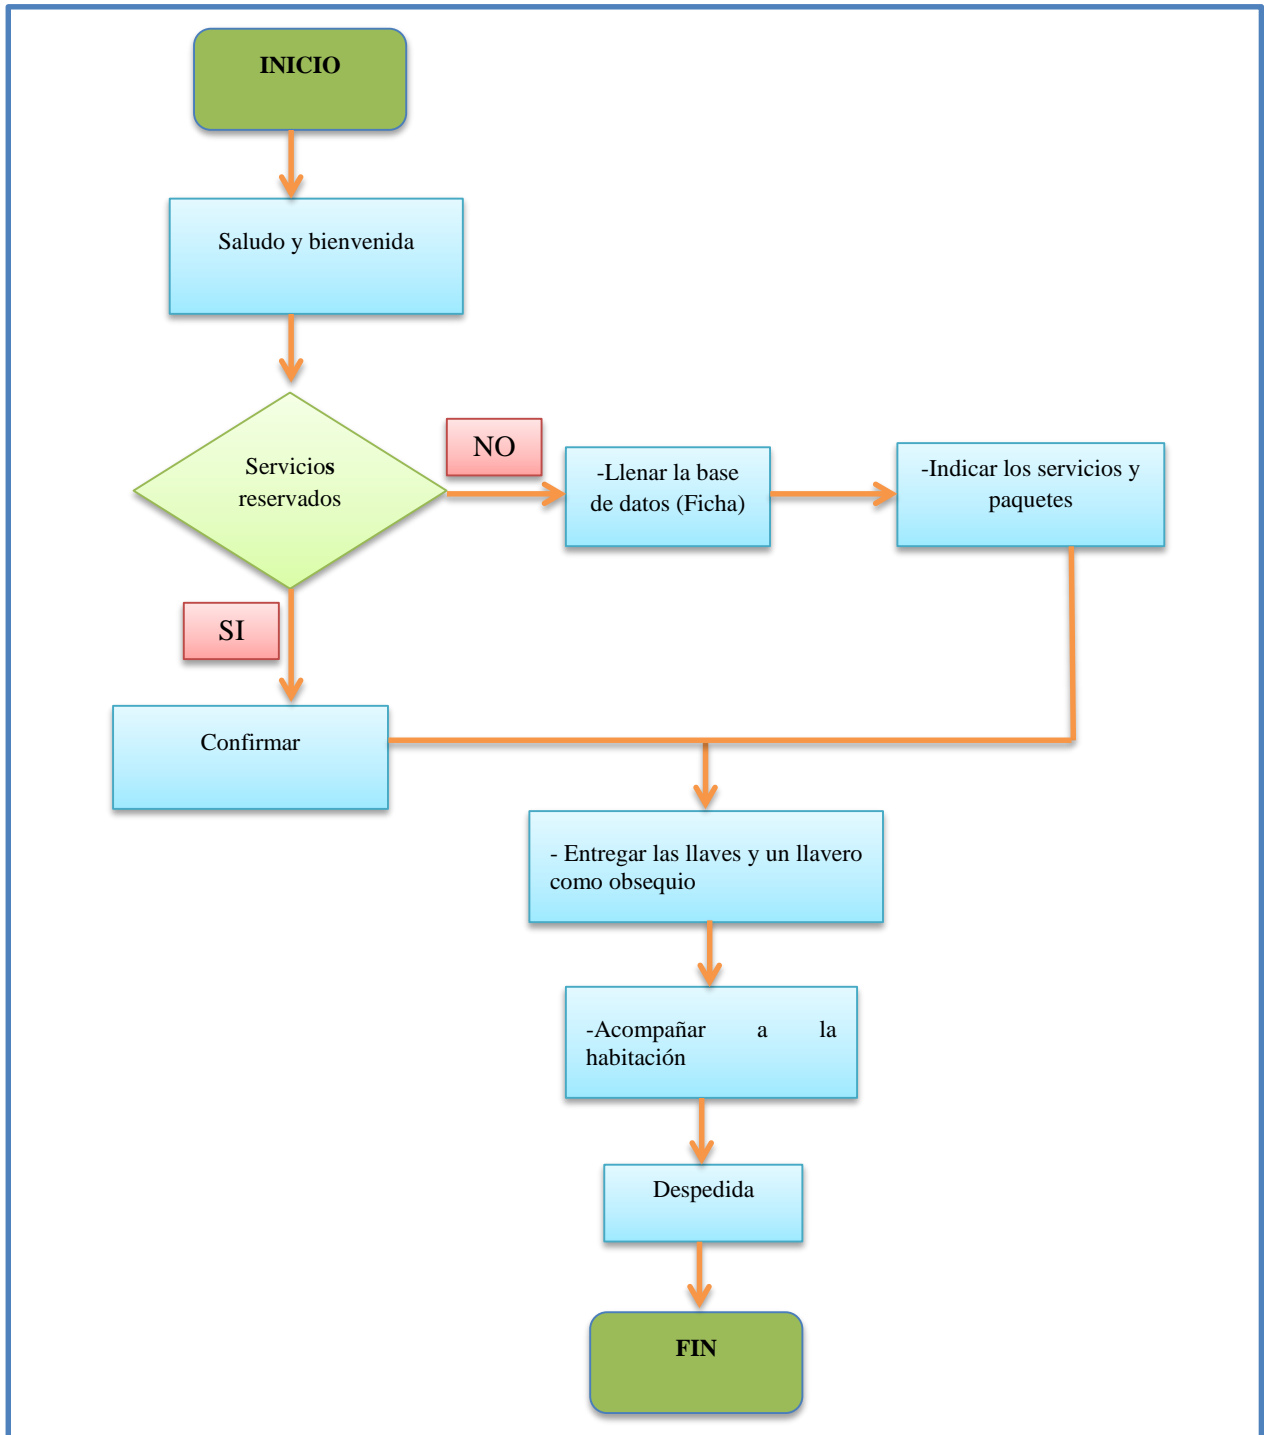 INICIO
Saludo y bienvenida
Servicios
reservados
NO
-Llenar la base
de datos (Ficha)
-Indicar los servicios y
paquetes
SI
Confirmar
- Entregar las llaves y un llavero
como obsequio
-Acompañar a la
habitación
Despedida
FIN